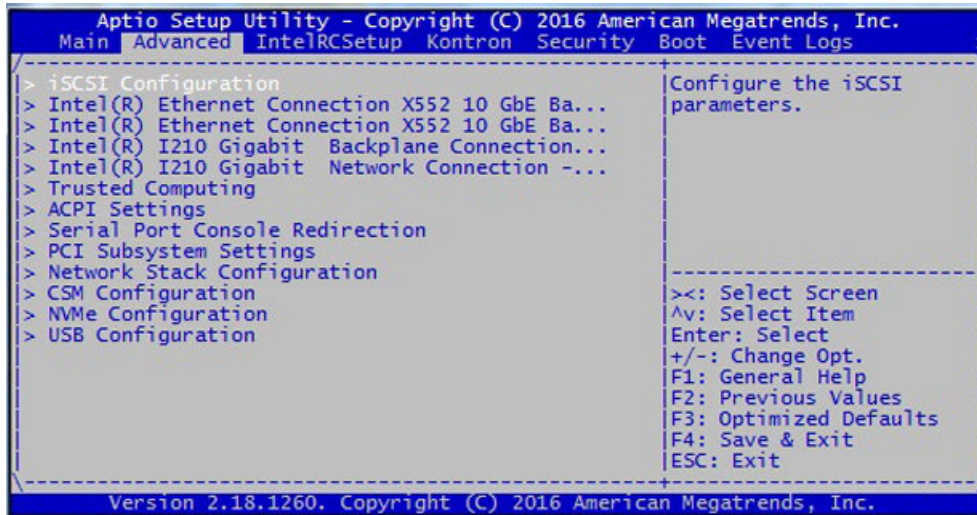 Aptio Setup Utility - Copyright (C) 2016 American Megatrends, Inc.
Main Advanced IntelRCSetup Kontron Security Boot Event Logs
> iSCSI Configuration
> Intel(R) Ethernet Connection X552 10 GbE Ba...
> Intel(R) Ethernet Connection X552 10 GbE Ba...
> Intel(R) I210 Gigabit  Backplane Connection...
> Intel(R) I210 Gigabit  Network Connection -...
> Trusted Computing
> ACPI Settings
> Serial Port Console Redirection
> PCI Subsystem Settings
> Network Stack Configuration
> CSM Configuration
> NVMe Configuration
> USB Configuration
Configure the iSCSI
parameters.
><: Select Screen
^v: Select Item
Enter: Select
+/-: Change Opt.
F1: General Help
F2: Previous Values
F3: Optimized Defaults
F4: Save & Exit
ESC: Exit
Version 2.18.1260. Copyright (C) 2016 American Megatrends, Inc.